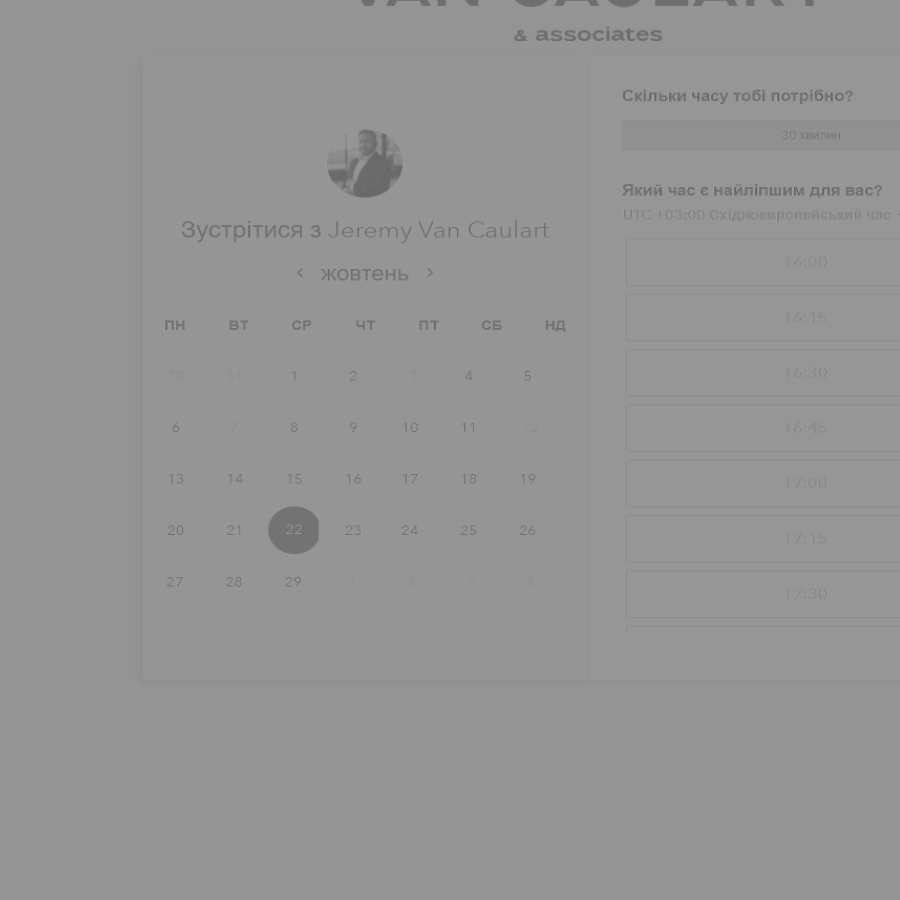 VAN CAULART
& associates
Зустрітися з Jeremy Van Caulart
жовтень
ПН ВТ СР ЧТ ПТ СБ НД
30 31 1 2 3 4 5
6 7 8 9 10 11 12
13 14 15 16 17 18 19
20 21 22 23 24 25 26
27 28 29 1 2 3 4
Скільки часу тобі потрібно?
30 хвилин
Який час є найліпшим для вас?
UTC +03:00 Східноєвропейський час
16:00
16:15
16:30
16:45
17:00
17:15
17:30